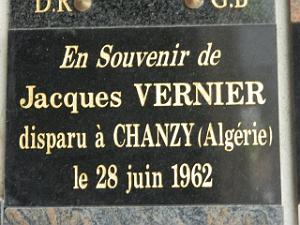 D.R G.B
En Souvenir de
Jacques VERNIER
disparu à CHANZY (Algérie)
le 28 juin 1962